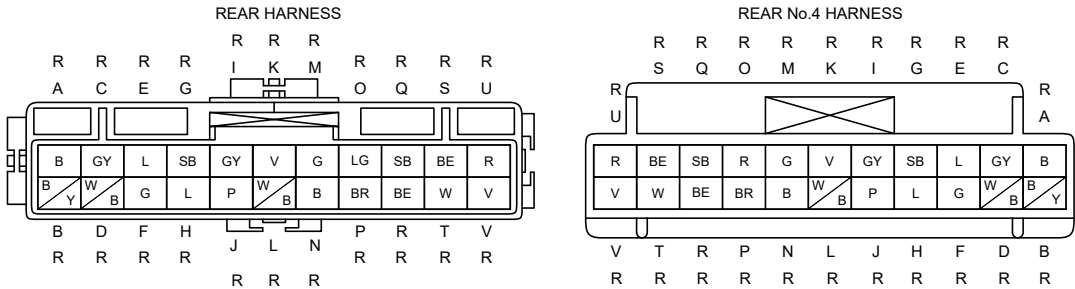 REAR HARNESS
R R R
R R R R I K M R R R R
A C E G O Q S U
B GY L SB GY V G LG SB BE R
B/Y W/B G L P W/B B BR BE W V
B D F H J L N P R T V
R R R R R R R R
R R R
REAR No.4 HARNESS
R R R R R R R R R
S Q O M K I G E C
R R
U A
R BE SB R G V GY SB L GY B
V W BE BR B W/B P L G W/B B/Y
V T R P N L J H F D B
R R R R R R R R R R R